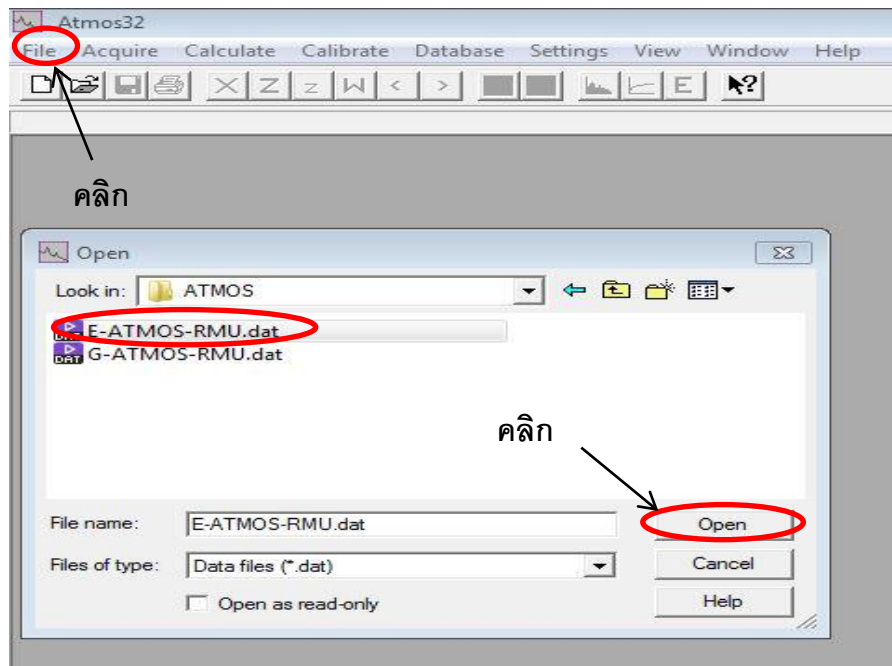 Atmos32
File Acquire Calculate Calibrate Database Settings View Window Help
X Z z W < > E ?
คลิก
Open
Look in: ATMOS
DAT E-ATMOS-RMU.dat
DAT G-ATMOS-RMU.dat
คลิก
File name: E-ATMOS-RMU.dat Open
Files of type: Data files (*.dat) Cancel
Open as read-only Help